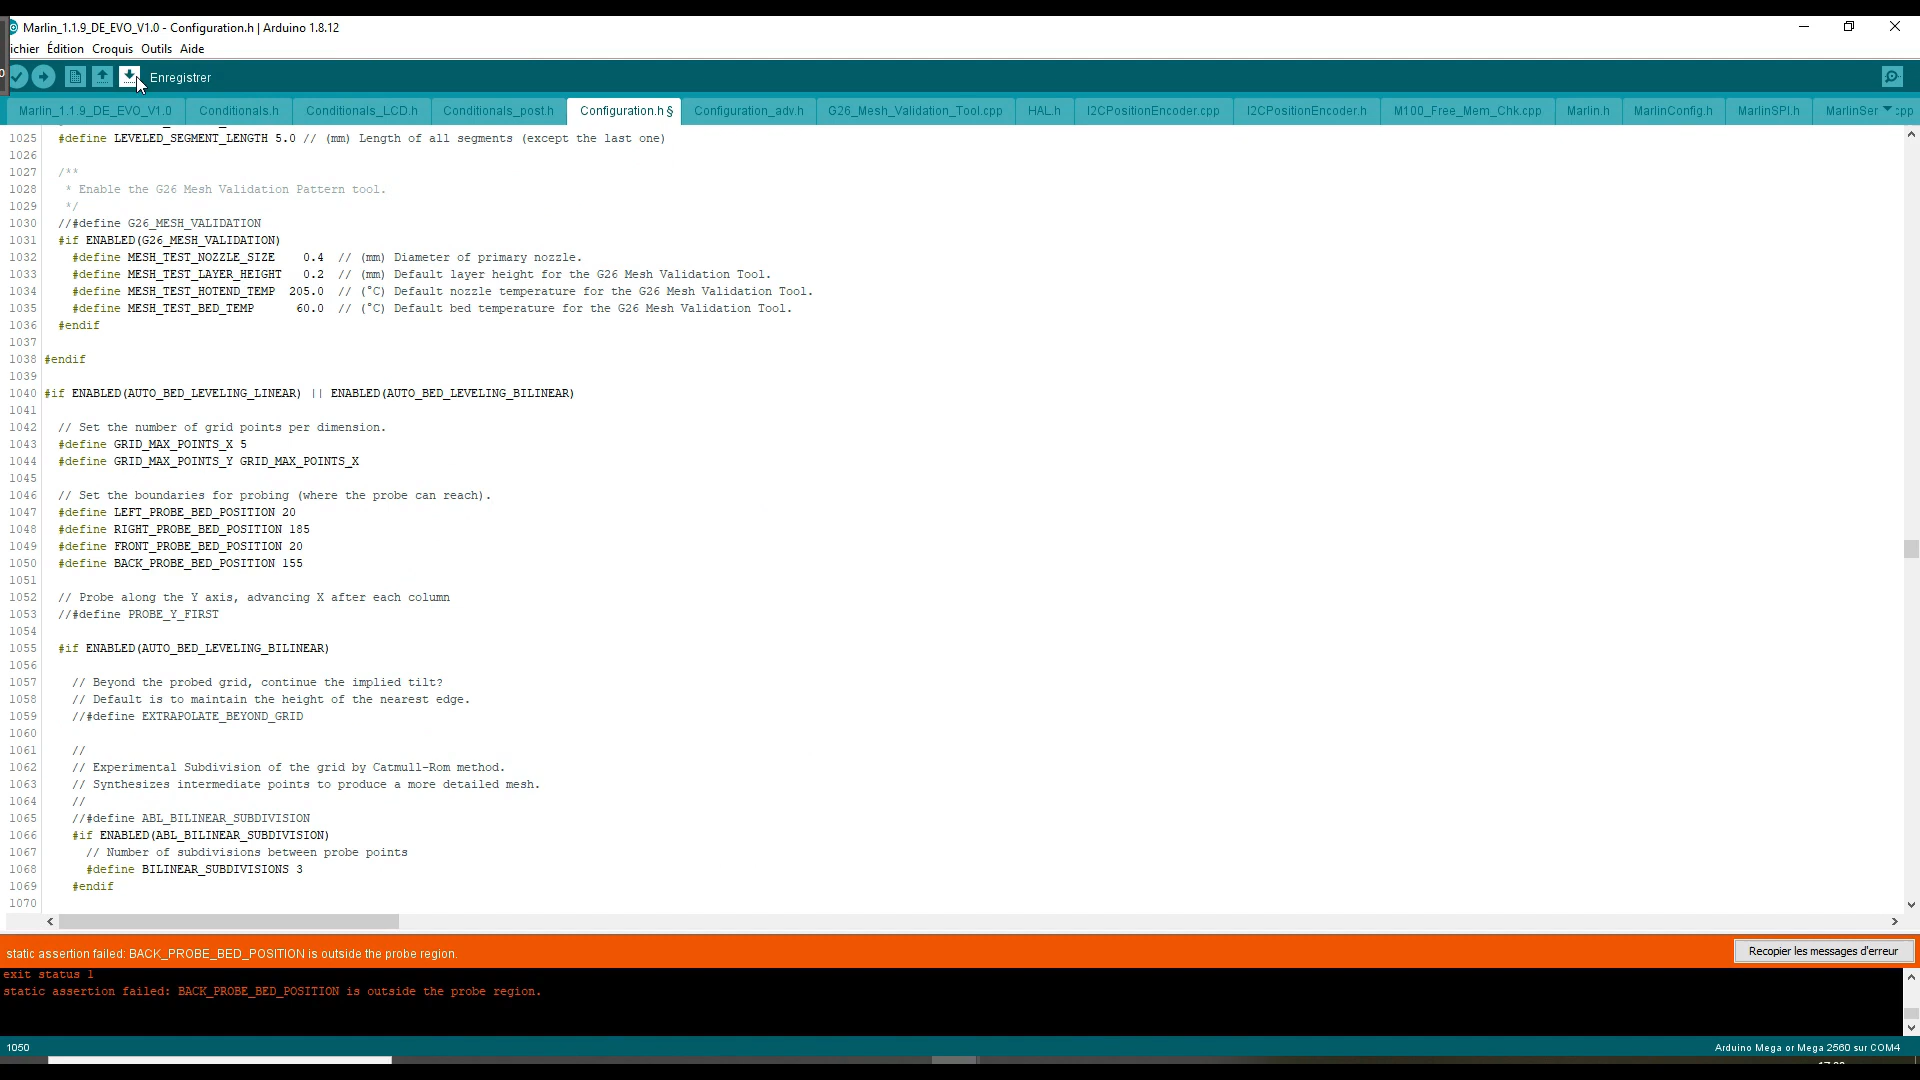 Marlin_1.1.9_DE_EVO_V1.0 - Configuration.h | Arduino 1.8.12
ichier Édition Croquis Outils Aide
Enregistrer
Marlin_1.1.9_DE_EVO_V1.0 Conditionals.h Conditionals_LCD.h Conditionals_post.h Configuration.h § Configuration_adv.h G26_Mesh_Validation_Tool.cpp HAL.h I2CPositionEncoder.cpp I2CPositionEncoder.h M100_Free_Mem_Chk.cpp Marlin.h MarlinConfig.h MarlinSPI.h MarlinSer cpp
1025 #define LEVELED_SEGMENT_LENGTH 5.0 // (mm) Length of all segments (except the last one)
1026
1027 /**
1028 * Enable the G26 Mesh Validation Pattern tool.
1029 */
1030 //#define G26_MESH_VALIDATION
1031 #if ENABLED(G26_MESH_VALIDATION)
1032 #define MESH_TEST_NOZZLE_SIZE 0.4 // (mm) Diameter of primary nozzle.
1033 #define MESH_TEST_LAYER_HEIGHT 0.2 // (mm) Default layer height for the G26 Mesh Validation Tool.
1034 #define MESH_TEST_HOTEND_TEMP 205.0 // (°C) Default nozzle temperature for the G26 Mesh Validation Tool.
1035 #define MESH_TEST_BED_TEMP 60.0 // (°C) Default bed temperature for the G26 Mesh Validation Tool.
1036 #endif
1037
1038 #endif
1039
1040 #if ENABLED(AUTO_BED_LEVELING_LINEAR) || ENABLED(AUTO_BED_LEVELING_BILINEAR)
1041
1042 // Set the number of grid points per dimension.
1043 #define GRID_MAX_POINTS_X 5
1044 #define GRID_MAX_POINTS_Y GRID_MAX_POINTS_X
1045
1046 // Set the boundaries for probing (where the probe can reach).
1047 #define LEFT_PROBE_BED_POSITION 20
1048 #define RIGHT_PROBE_BED_POSITION 185
1049 #define FRONT_PROBE_BED_POSITION 20
1050 #define BACK_PROBE_BED_POSITION 155
1051
1052 // Probe along the Y axis, advancing X after each column
1053 //#define PROBE_Y_FIRST
1054
1055 #if ENABLED(AUTO_BED_LEVELING_BILINEAR)
1056
1057 // Beyond the probed grid, continue the implied tilt?
1058 // Default is to maintain the height of the nearest edge.
1059 //#define EXTRAPOLATE_BEYOND_GRID
1060
1061 //
1062 // Experimental Subdivision of the grid by Catmull-Rom method.
1063 // Synthesizes intermediate points to produce a more detailed mesh.
1064 //
1065 //#define ABL_BILINEAR_SUBDIVISION
1066 #if ENABLED(ABL_BILINEAR_SUBDIVISION)
1067 // Number of subdivisions between probe points
1068 #define BILINEAR_SUBDIVISIONS 3
1069 #endif
1070
static assertion failed: BACK_PROBE_BED_POSITION is outside the probe region.
Recopier les messages d'erreur
exit status 1
static assertion failed: BACK_PROBE_BED_POSITION is outside the probe region.
1050
Arduino Mega or Mega 2560 sur COM4